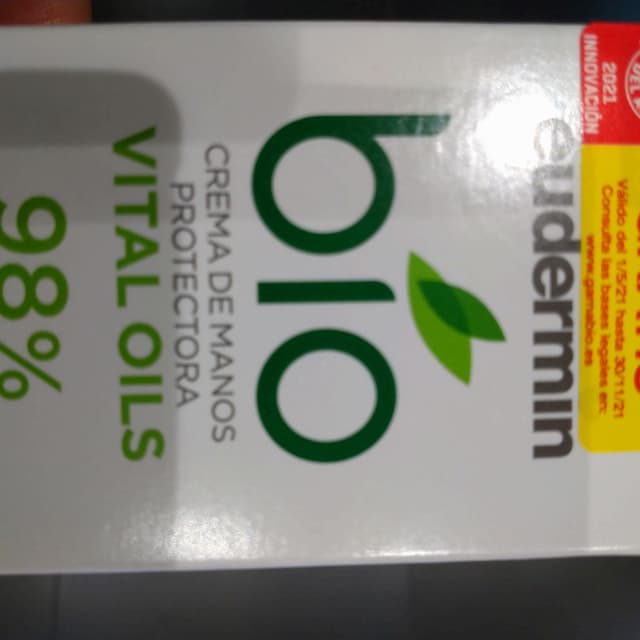 2021
INNOVACIÓN
Válido del 1/5/21 hasta 30/11/21
Consulta las bases legales en:
www.garnabo.es
eudermin
bio
CREMA DE MANOS
PROTECTORA
VITAL OILS
98%